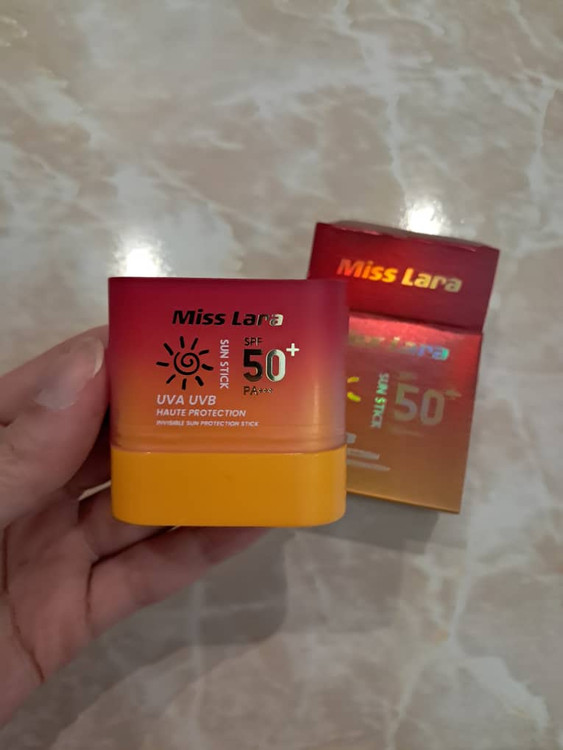 Miss Lara
SUN STICK
SPF
50+
PA+++
UVA UVB
HAUTE PROTECTION
INVISIBLE SUN PROTECTION STICK
Miss Lara
Lara
SUN STICK
50+